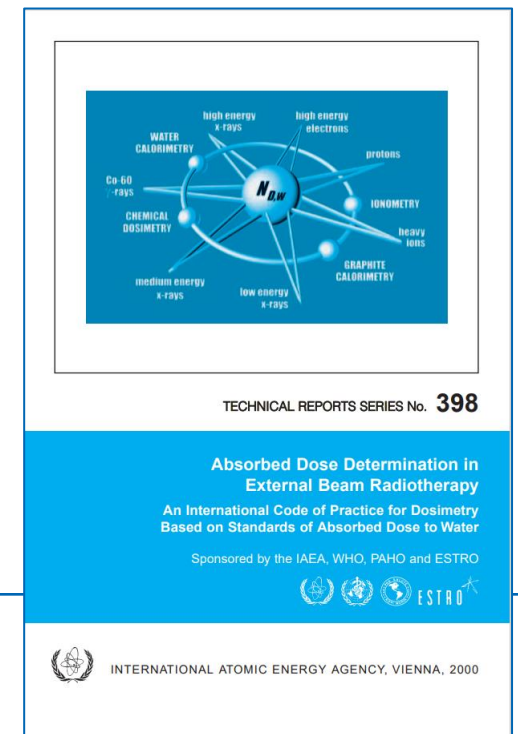 high energy
x-rays
high energy
electrons
WATER
CALORIMETRY
protons
Co-60
γ-rays
N D,w
IONOMETRY
CHEMICAL
DOSIMETRY
heavy
ions
GRAPHITE
CALORIMETRY
medium energy
x-rays
low energy
x-rays
TECHNICAL REPORTS SERIES No. 398
Absorbed Dose Determination in
External Beam Radiotherapy
An International Code of Practice for Dosimetry
Based on Standards of Absorbed Dose to Water
Sponsored by the IAEA, WHO, PAHO and ESTRO
ESTRO
INTERNATIONAL ATOMIC ENERGY AGENCY, VIENNA, 2000